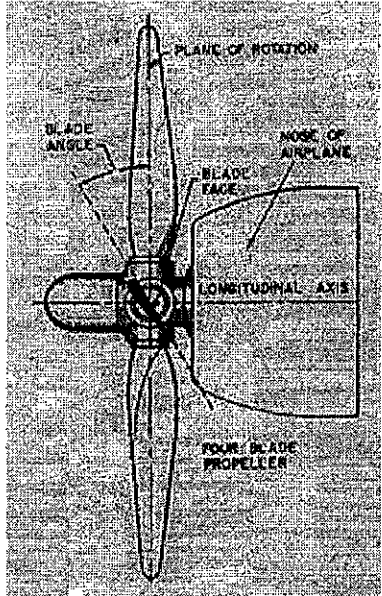 PLANE OF ROTATION
BLADE
ANGLE
NOSE OF
AIRPLANE
BLADE
FACE
LONGITUDINAL AXIS
FOUR-BLADE
PROPELLER